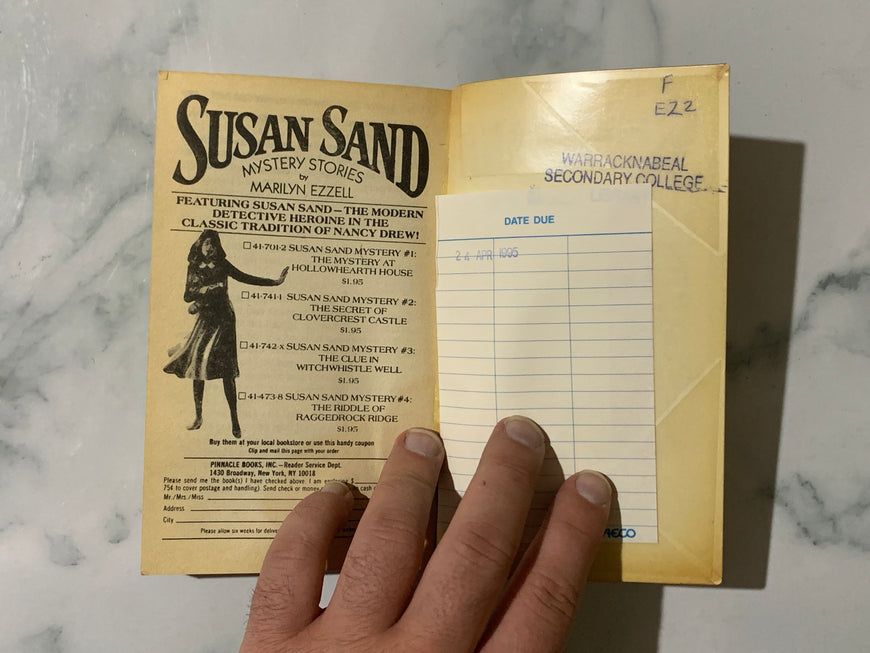 SUSAN SAND
MYSTERY STORIES
by
MARILYN EZZELL
FEATURING SUSAN SAND—THE MODERN
DETECTIVE HEROINE IN THE
CLASSIC TRADITION OF NANCY DREW!
☐ 41-701-2 SUSAN SAND MYSTERY #1:
THE MYSTERY AT
HOLLOWHEARTH HOUSE
$1.95
☐ 41-741-1 SUSAN SAND MYSTERY #2:
THE SECRET OF
CLOVERCREST CASTLE
$1.95
☐ 41-742-x SUSAN SAND MYSTERY #3:
THE CLUE IN
WITCHWHISTLE WELL
$1.95
☐ 41-473-8 SUSAN SAND MYSTERY #4:
THE RIDDLE OF
RAGGEDROCK RIDGE
$1.95
Buy them at your local bookstore or use this handy coupon
Clip and mail this page with your order
PINNACLE BOOKS, INC.—Reader Service Dept.
1430 Broadway, New York, NY 10018
Please send me the book(s) I have checked above. I am $
75¢ to cover postage and handling). Send check or money cash
Mr./Mrs./Miss
Address
City
Please allow six weeks for
F
EZZ
WARRACKNABEAL
SECONDARY COLLEGE
DATE DUE
24 APR 1995